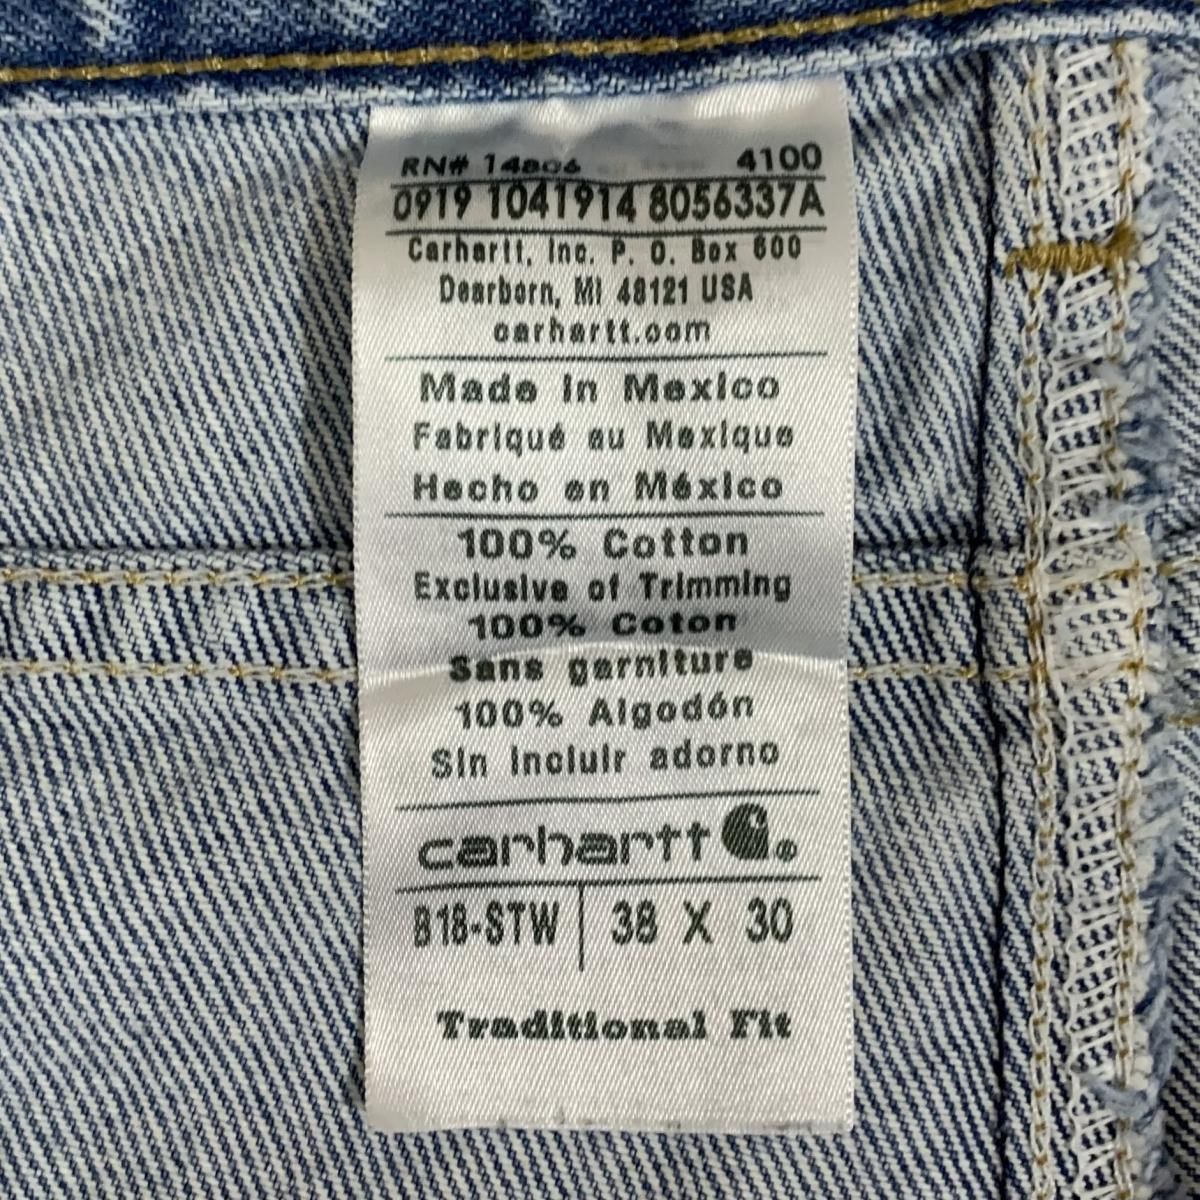 RN# 14806 4100
0919 1041914 8056337A
Carhartt, Inc. P. O. Box 600
Dearborn, MI 48121 USA
carhartt.com
Made in Mexico
Fabriqué au Mexique
Hecho en México
100% Cotton
Exclusive of Trimming
100% Coton
Sans garniture
100% Algodón
Sin incluir adorno
carhartt ®
B18-STW 38 X 30
Traditional Fit